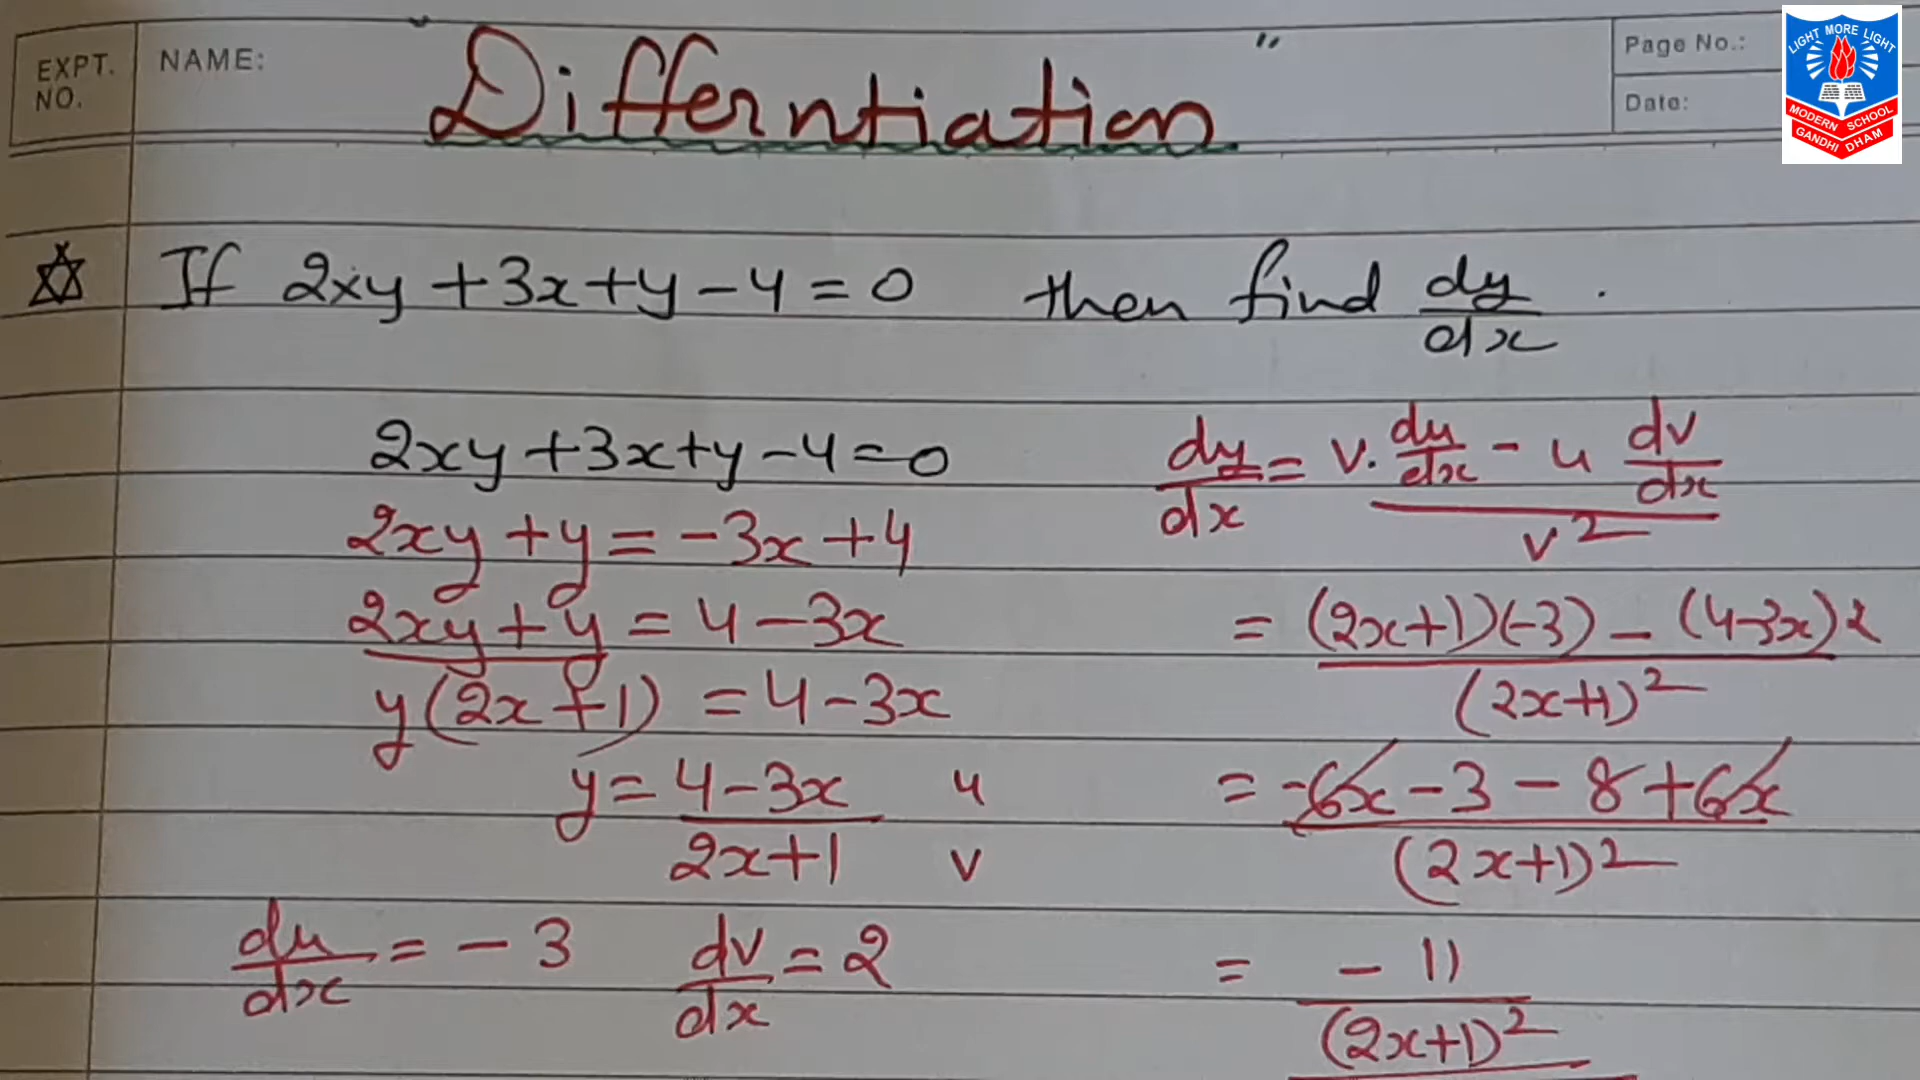 EXPT. NO.
NAME:
"Differntiation"
Page No.:
Date:
LIGHT MORE LIGHT
MODERN SCHOOL
GANDHI DHAM
If 2xy + 3x + y - 4 = 0 then find dy/dx .
2xy + 3x + y - 4 = 0
2xy + y = -3x + 4
2xy + y = 4 - 3x
y(2x + 1) = 4 - 3x
y = 4 - 3x / 2x + 1
u
v
du/dx = - 3 dv/dx = 2
dy/dx = v. du/dx - u dv/dx / v²
= (2x+1)(-3) - (4-3x)2 / (2x+1)²
= -6x - 3 - 8 + 6x / (2x+1)²
= - 11 / (2x+1)²